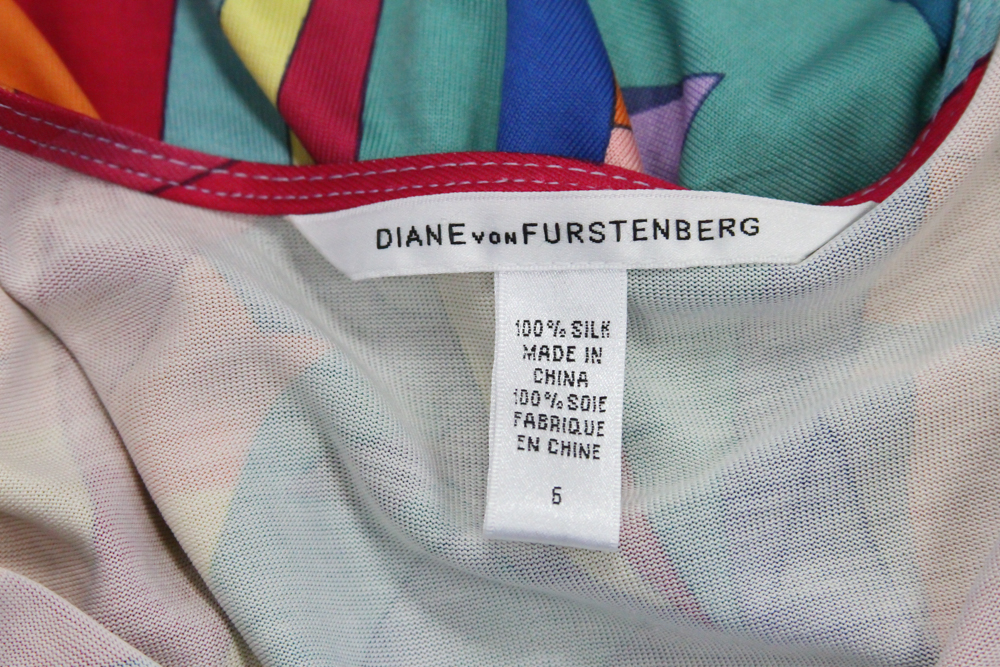 DIANE VON FURSTENBERG
100% SILK
MADE IN
CHINA
100% SOIE
FABRIQUE
EN CHINE
6